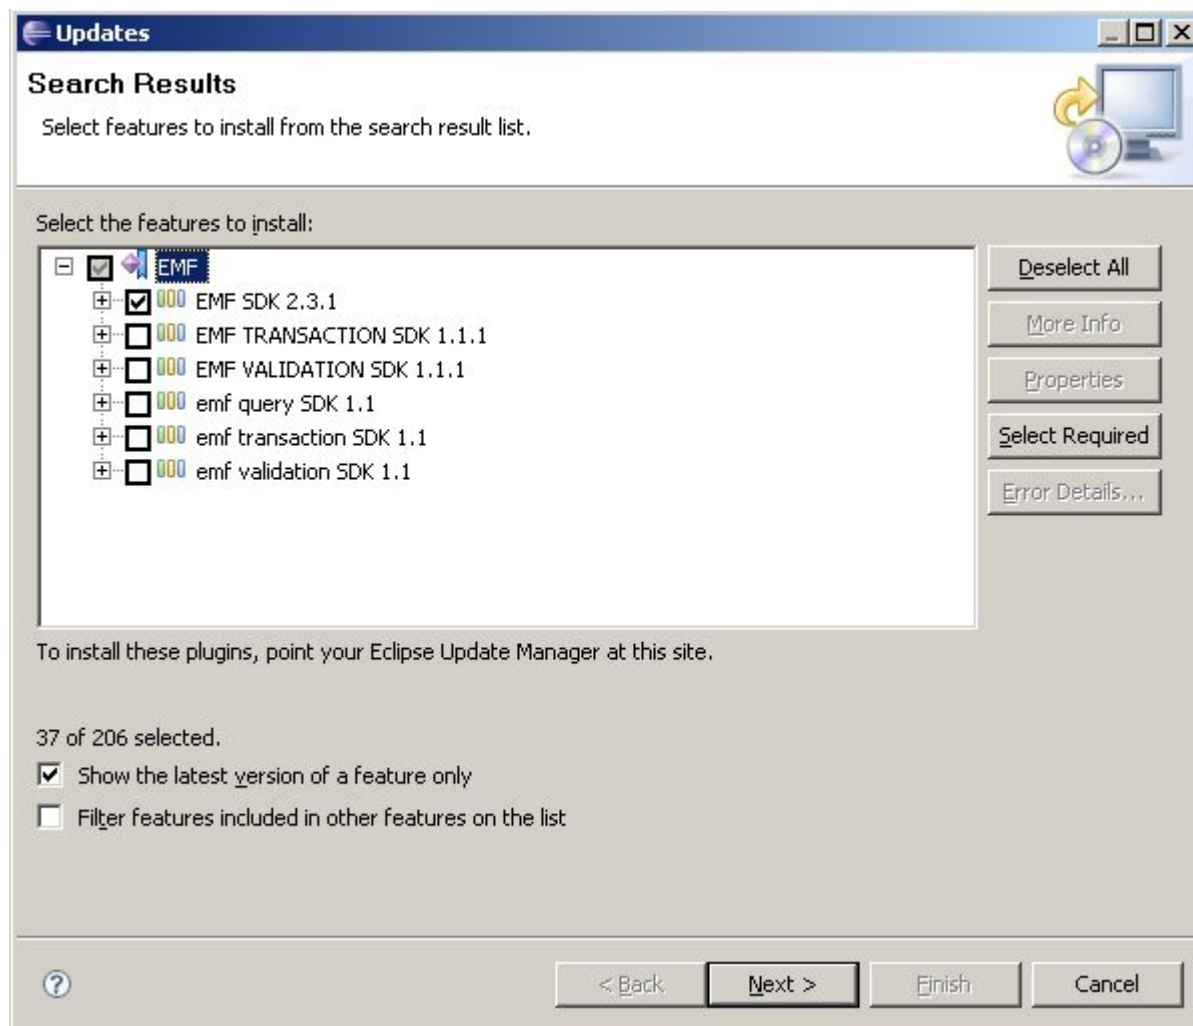 Updates
Search Results
Select features to install from the search result list.
Select the features to install:
EMF
EMF SDK 2.3.1
EMF TRANSACTION SDK 1.1.1
EMF VALIDATION SDK 1.1.1
emf query SDK 1.1
emf transaction SDK 1.1
emf validation SDK 1.1
Deselect All
More Info
Properties
Select Required
Error Details...
To install these plugins, point your Eclipse Update Manager at this site.
37 of 206 selected.
Show the latest version of a feature only
Filter features included in other features on the list
?
< Back
Next >
Finish
Cancel